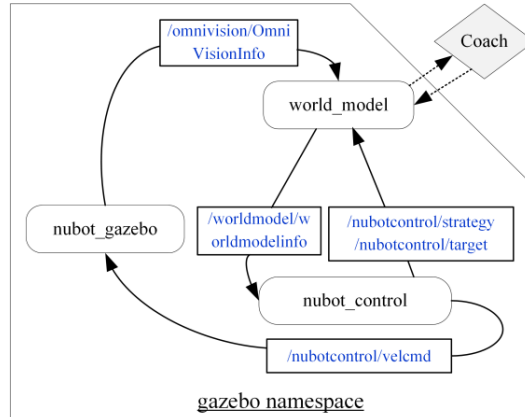 /omnivision/Omni
VisionInfo
Coach
world_model
/worldmodel/w
orldmodelinfo
/nubotcontrol/strategy
/nubotcontrol/target
nubot_gazebo
nubot_control
/nubotcontrol/velcmd
gazebo namespace